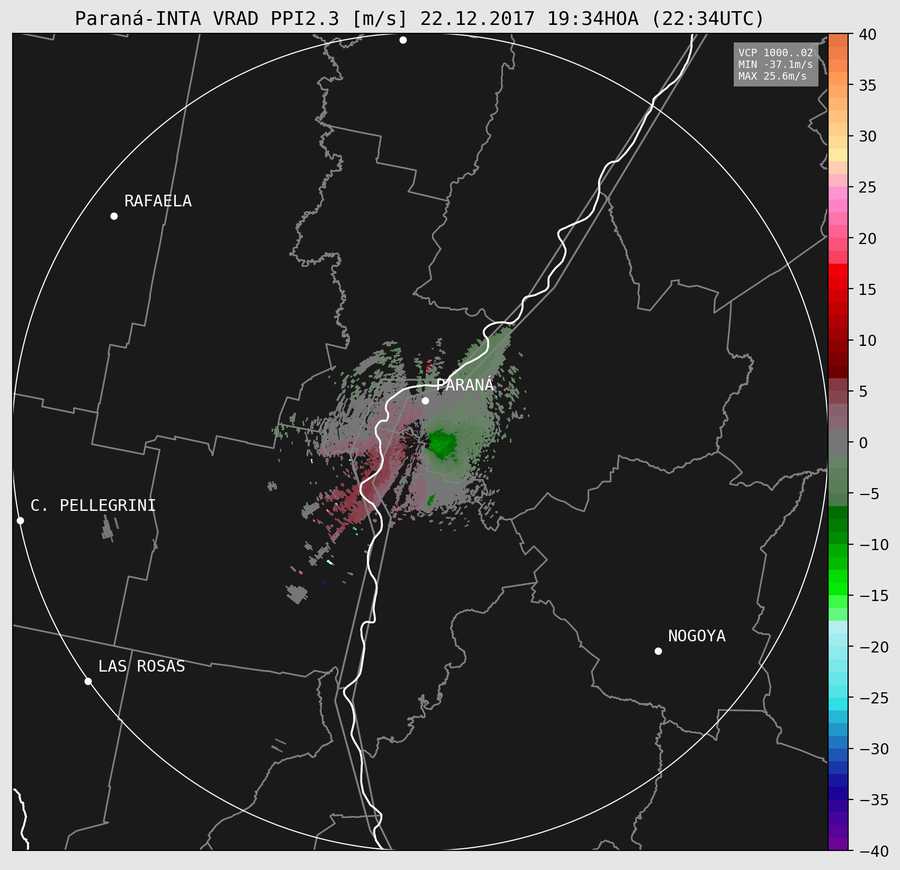 Paraná-INTA VRAD PPI2.3 [m/s] 22.12.2017 19:34HOA (22:34UTC)
VCP 1000..02
MIN -37.1m/s
MAX 25.6m/s
RAFAELA
PARANÁ
C. PELLEGRINI
NOGOYA
LAS ROSAS
40
35
30
25
20
15
10
5
0
−5
−10
−15
−20
−25
−30
−35
−40